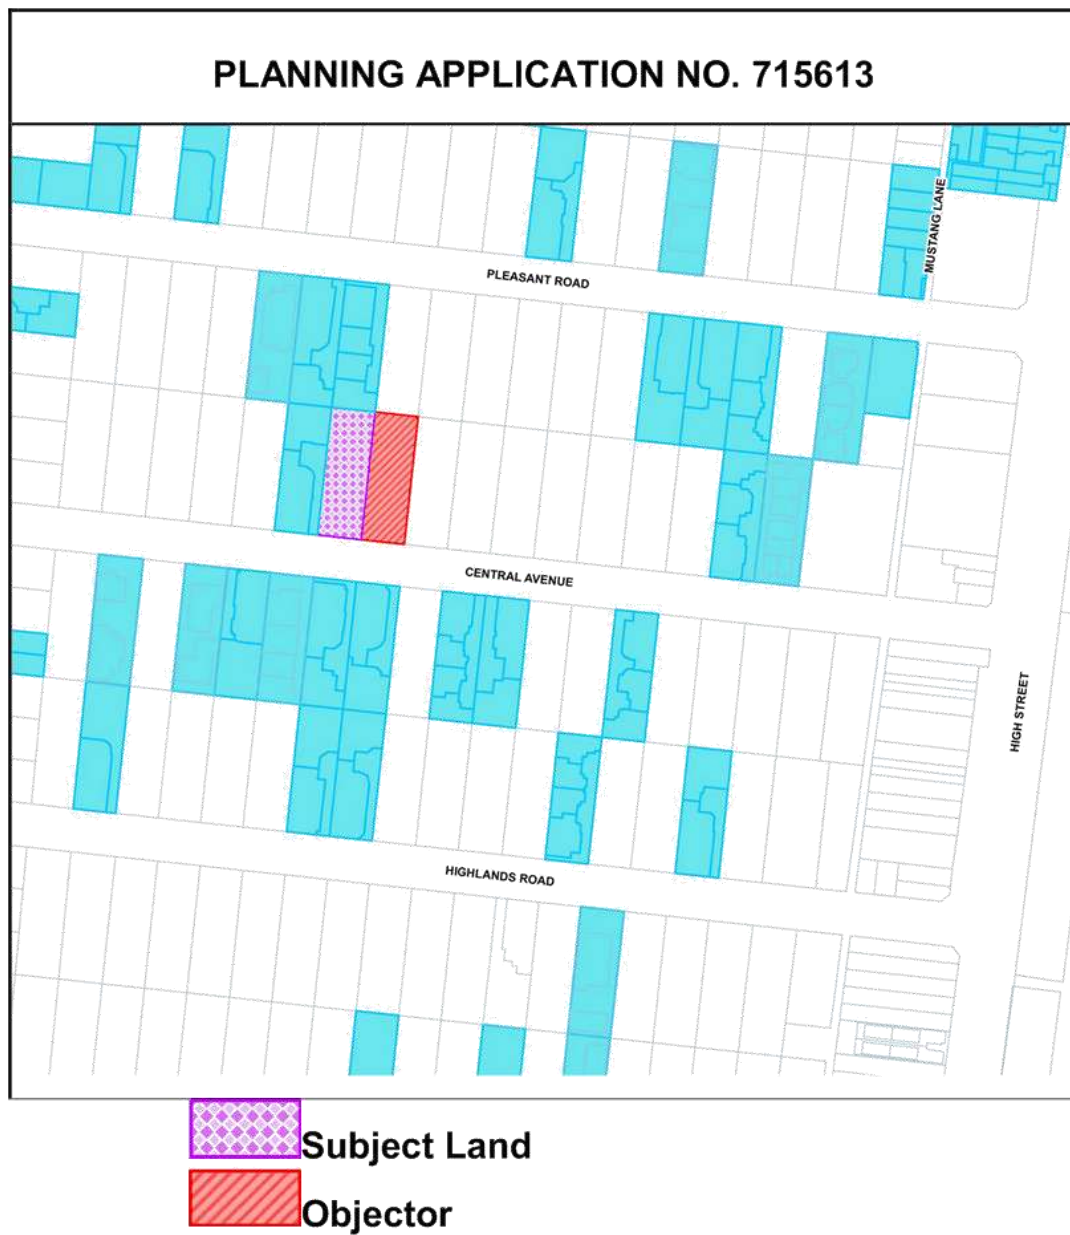 PLANNING APPLICATION NO. 715613
MUSTANG LANE
PLEASANT ROAD
CENTRAL AVENUE
HIGH STREET
HIGHLANDS ROAD
Subject Land
Objector